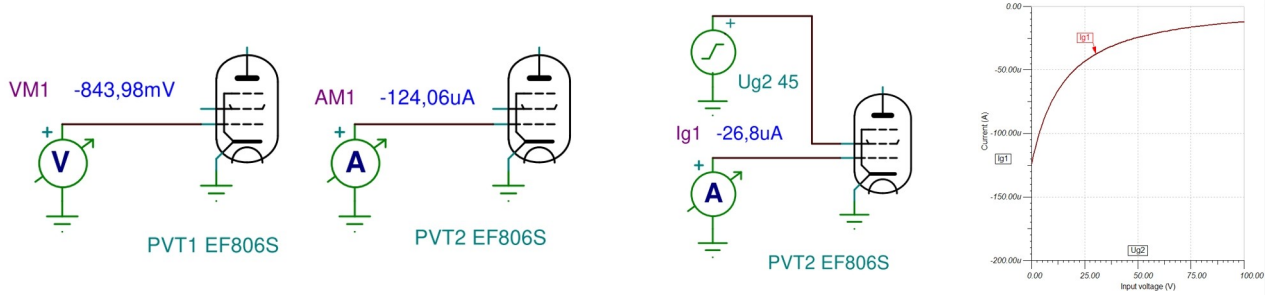 VM1 -843,98mV
+
V
PVT1 EF806S
AM1 -124,06uA
+
A
PVT2 EF806S
+
Ug2 45
Ig1 -26,8uA
+
A
PVT2 EF806S
0.00
-50.00u
-100.00u
-150.00u
-200.00u
Current (A)
Ig1
Ig1
Ug2
0.00 25.00 50.00 75.00 100.00
Input voltage (V)